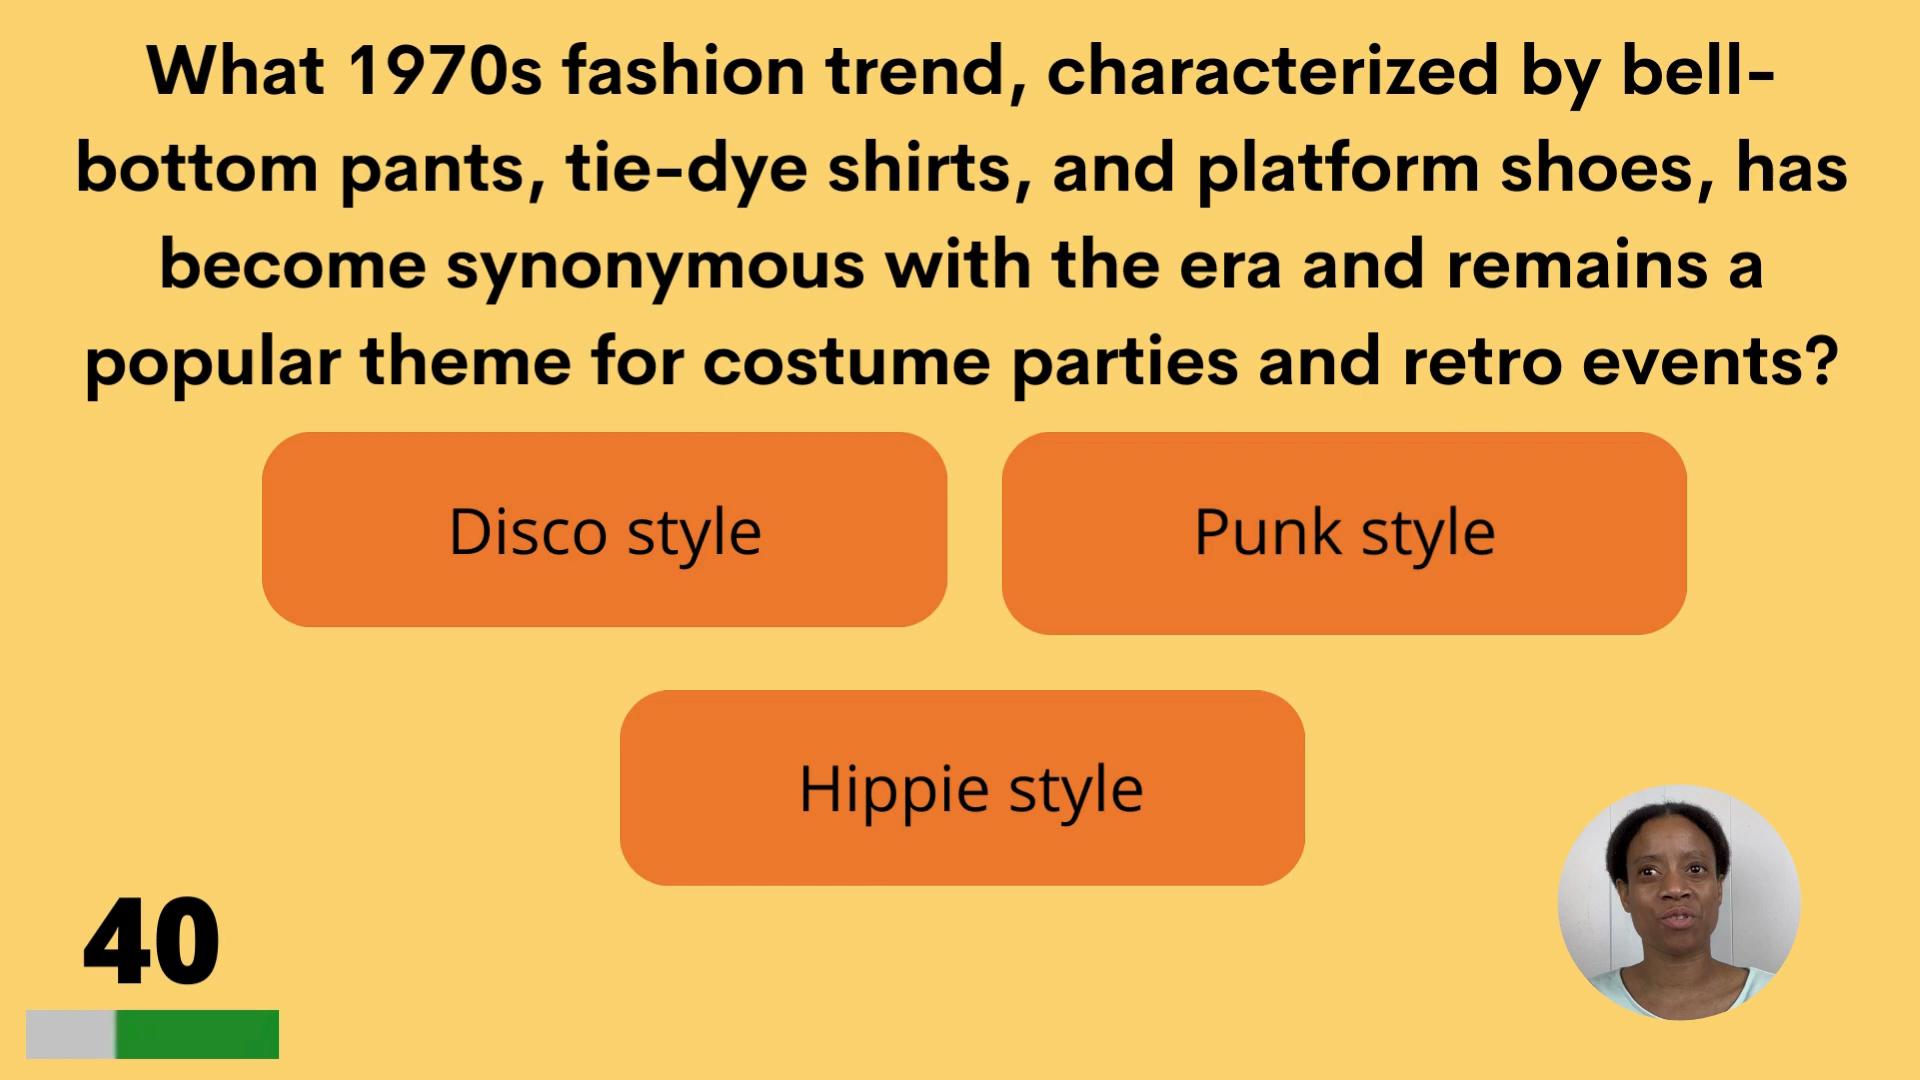 What 1970s fashion trend, characterized by bell-
bottom pants, tie-dye shirts, and platform shoes, has
become synonymous with the era and remains a
popular theme for costume parties and retro events?
Disco style
Punk style
Hippie style
40